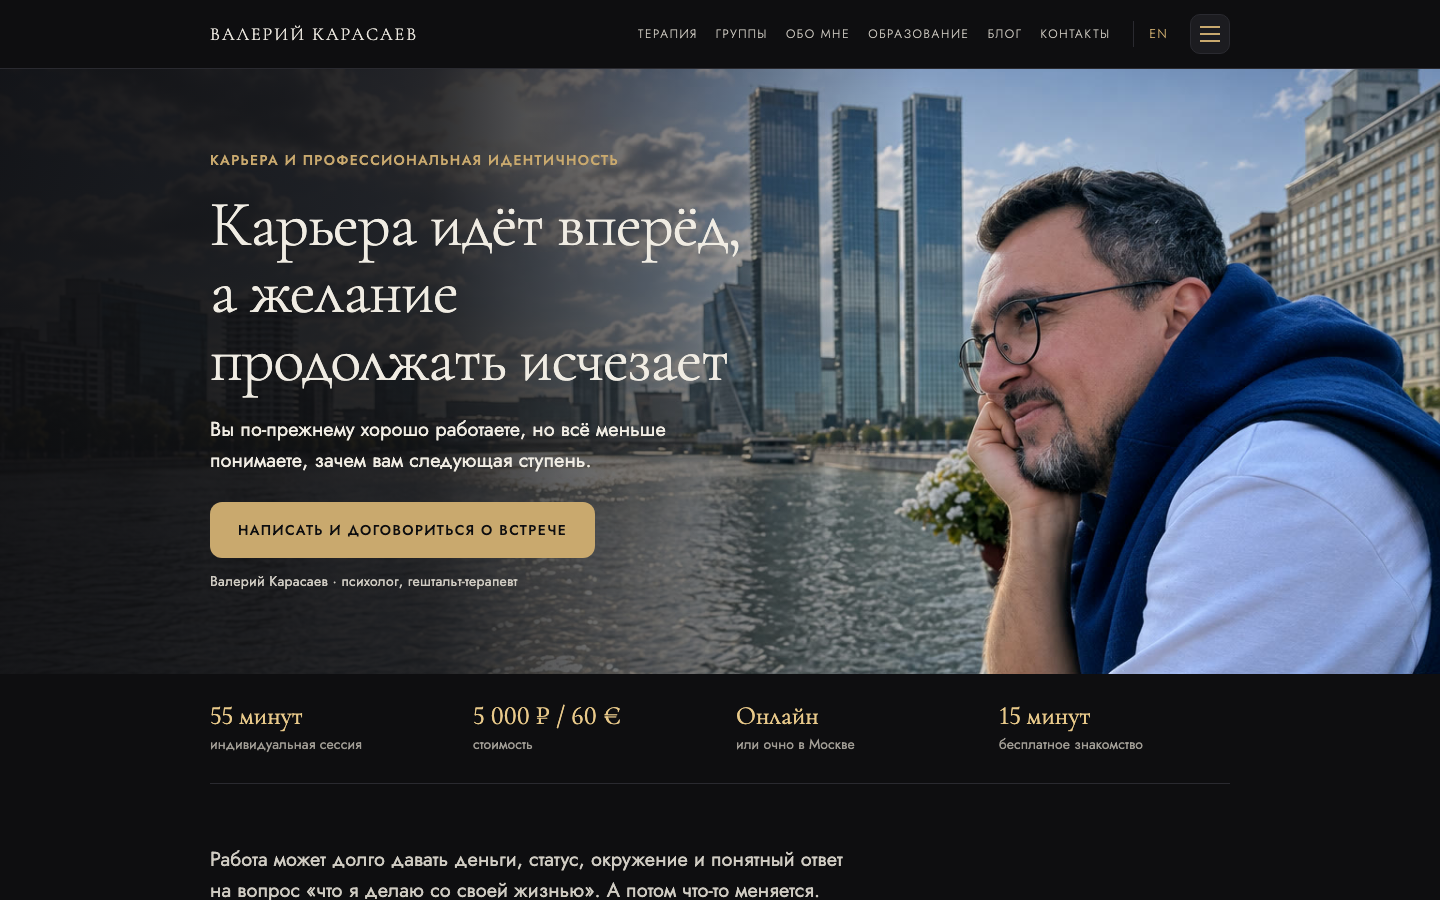 ВАЛЕРИЙ КАРАСАЕВ
ТЕРАПИЯ ГРУППЫ ОБО МНЕ ОБРАЗОВАНИЕ БЛОГ КОНТАКТЫ EN
КАРЬЕРА И ПРОФЕССИОНАЛЬНАЯ ИДЕНТИЧНОСТЬ
Карьера идёт вперёд,
а желание
продолжать исчезает
Вы по-прежнему хорошо работаете, но всё меньше
понимаете, зачем вам следующая ступень.
НАПИСАТЬ И ДОГОВОРИТЬСЯ О ВСТРЕЧЕ
Валерий Карасаев · психолог, гештальт-терапевт
55 минут
индивидуальная сессия
5 000 ₽ / 60 €
стоимость
Онлайн
или очно в Москве
15 минут
бесплатное знакомство
Работа может долго давать деньги, статус, окружение и понятный ответ
на вопрос «что я делаю со своей жизнью». А потом что-то меняется.